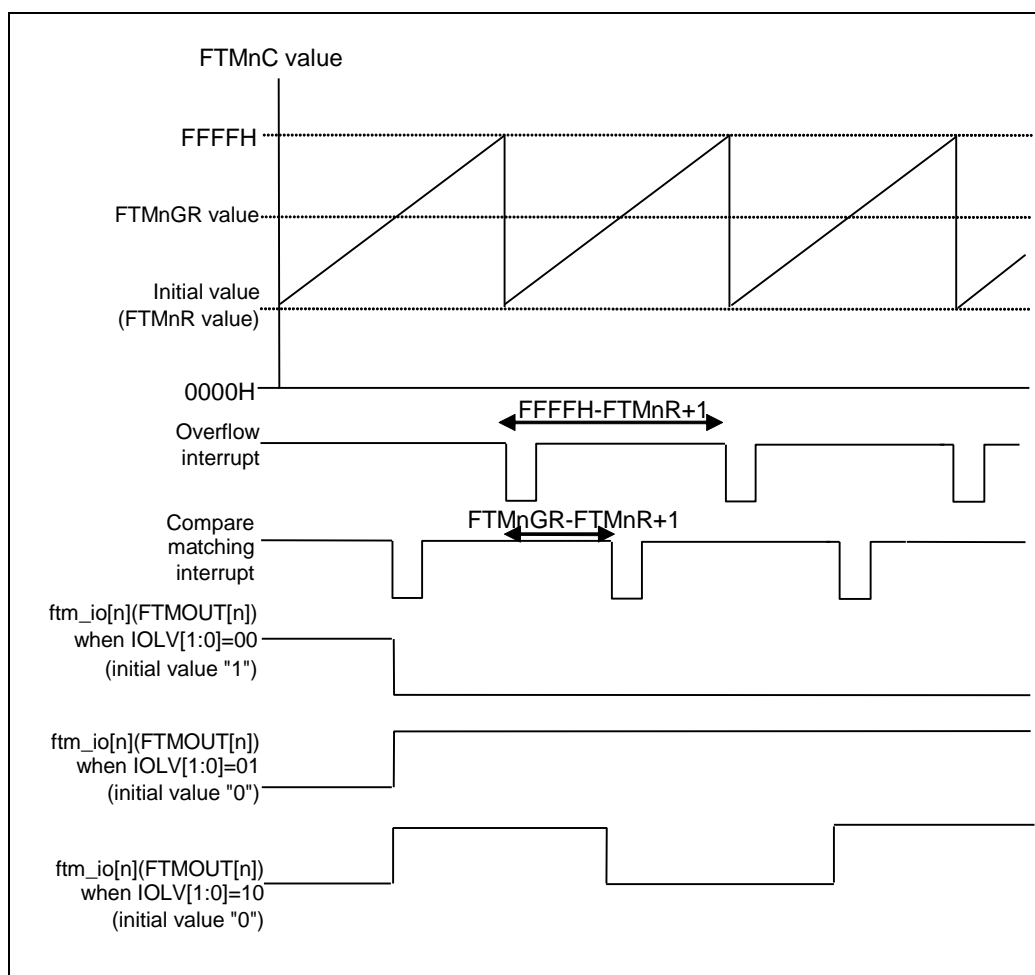 FTMnC value
FFFFH
FTMnGR value
Initial value
(FTMnR value)
0000H
FFFFH-FTMnR+1
Overflow
interrupt
FTMnGR-FTMnR+1
Compare
matching
interrupt
ftm_io[n](FTMOUT[n])
when IOLV[1:0]=00
(initial value "1")
ftm_io[n](FTMOUT[n])
when IOLV[1:0]=01
(initial value "0")
ftm_io[n](FTMOUT[n])
when IOLV[1:0]=10
(initial value "0")